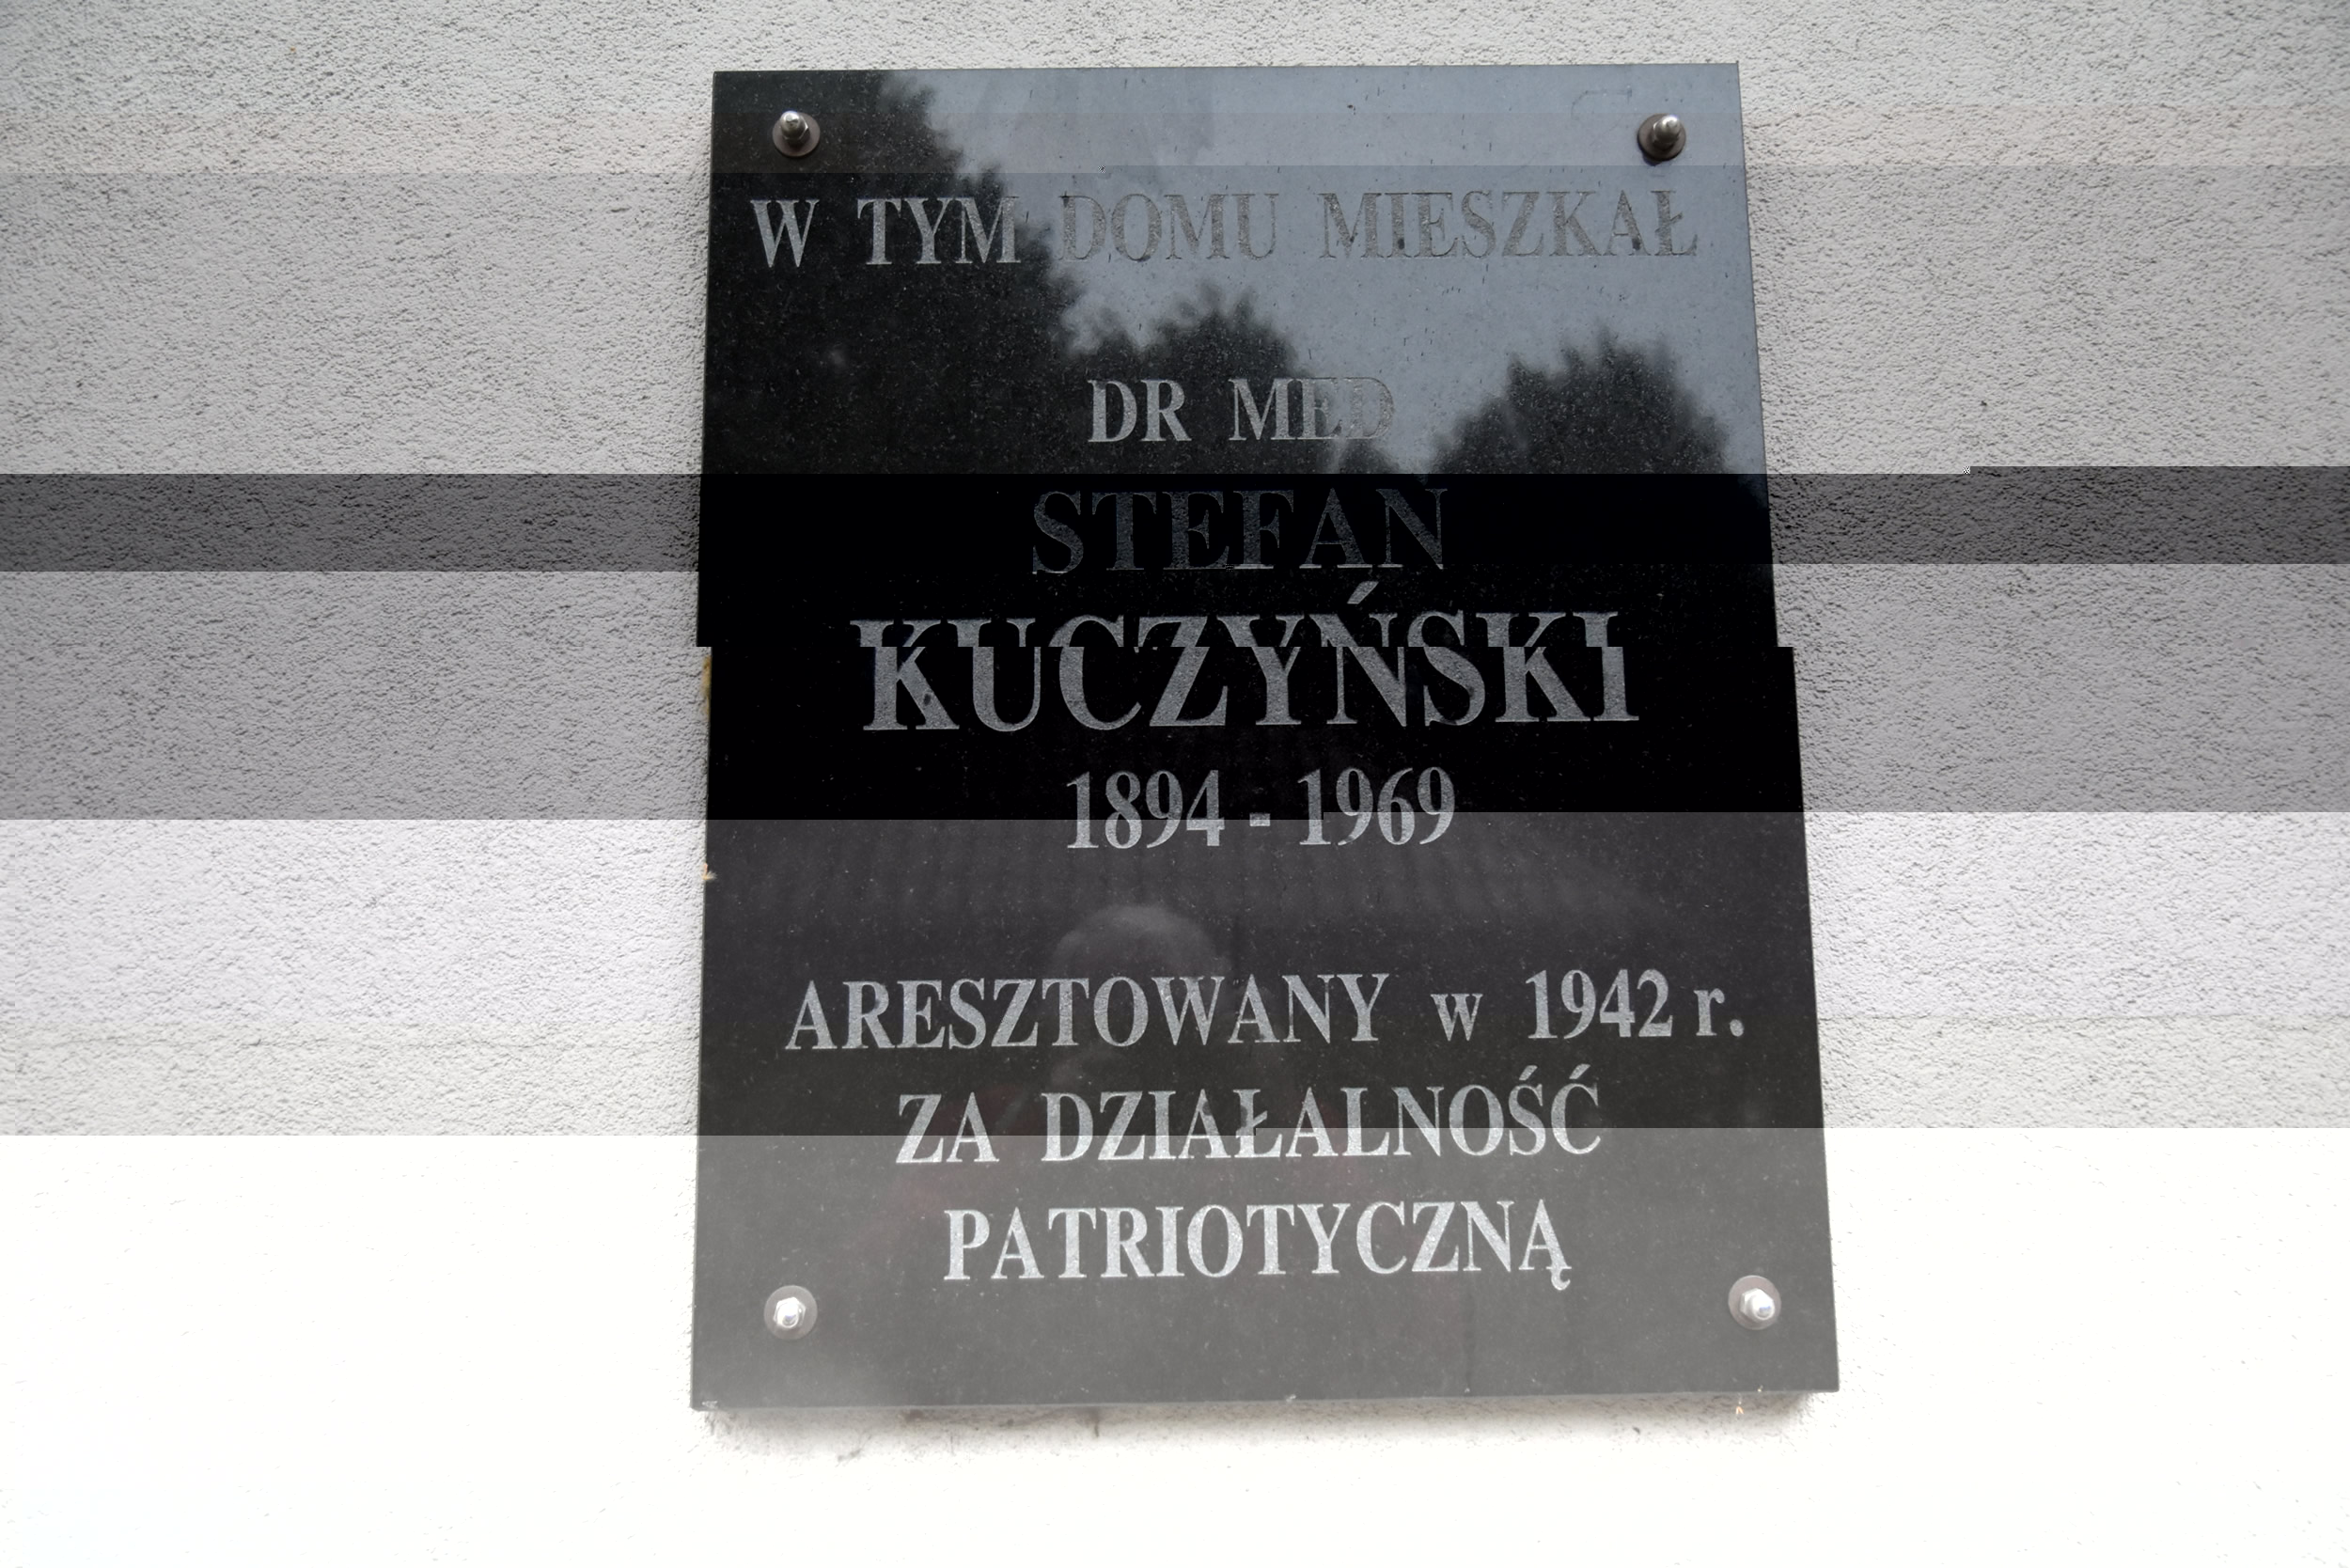 W TYM DOMU MIESZKAŁ
DR MED
STEFAN
KUCZYŃSKI
1894 - 1969
ARESZTOWANY w 1942 r.
ZA DZIAŁALNOŚĆ
PATRIOTYCZNĄ